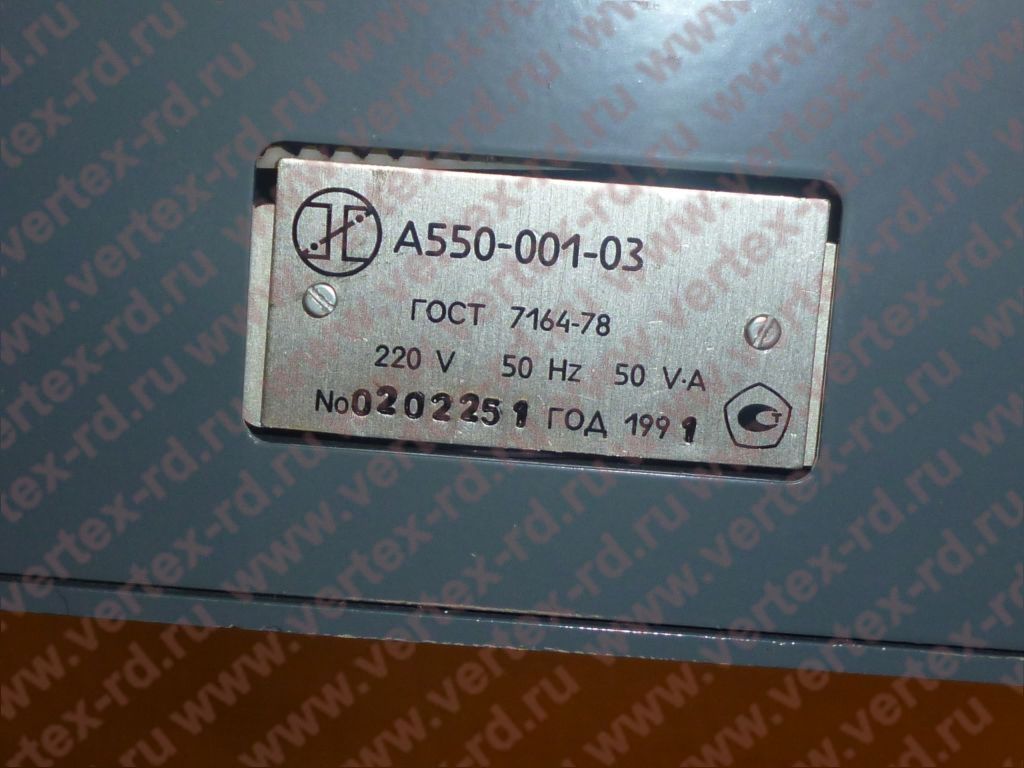 А550-001-03
ГОСТ 7164-78
220 V 50 Hz 50 V·A
No0202251 ГОД 1991
www.vertex-rd.ru